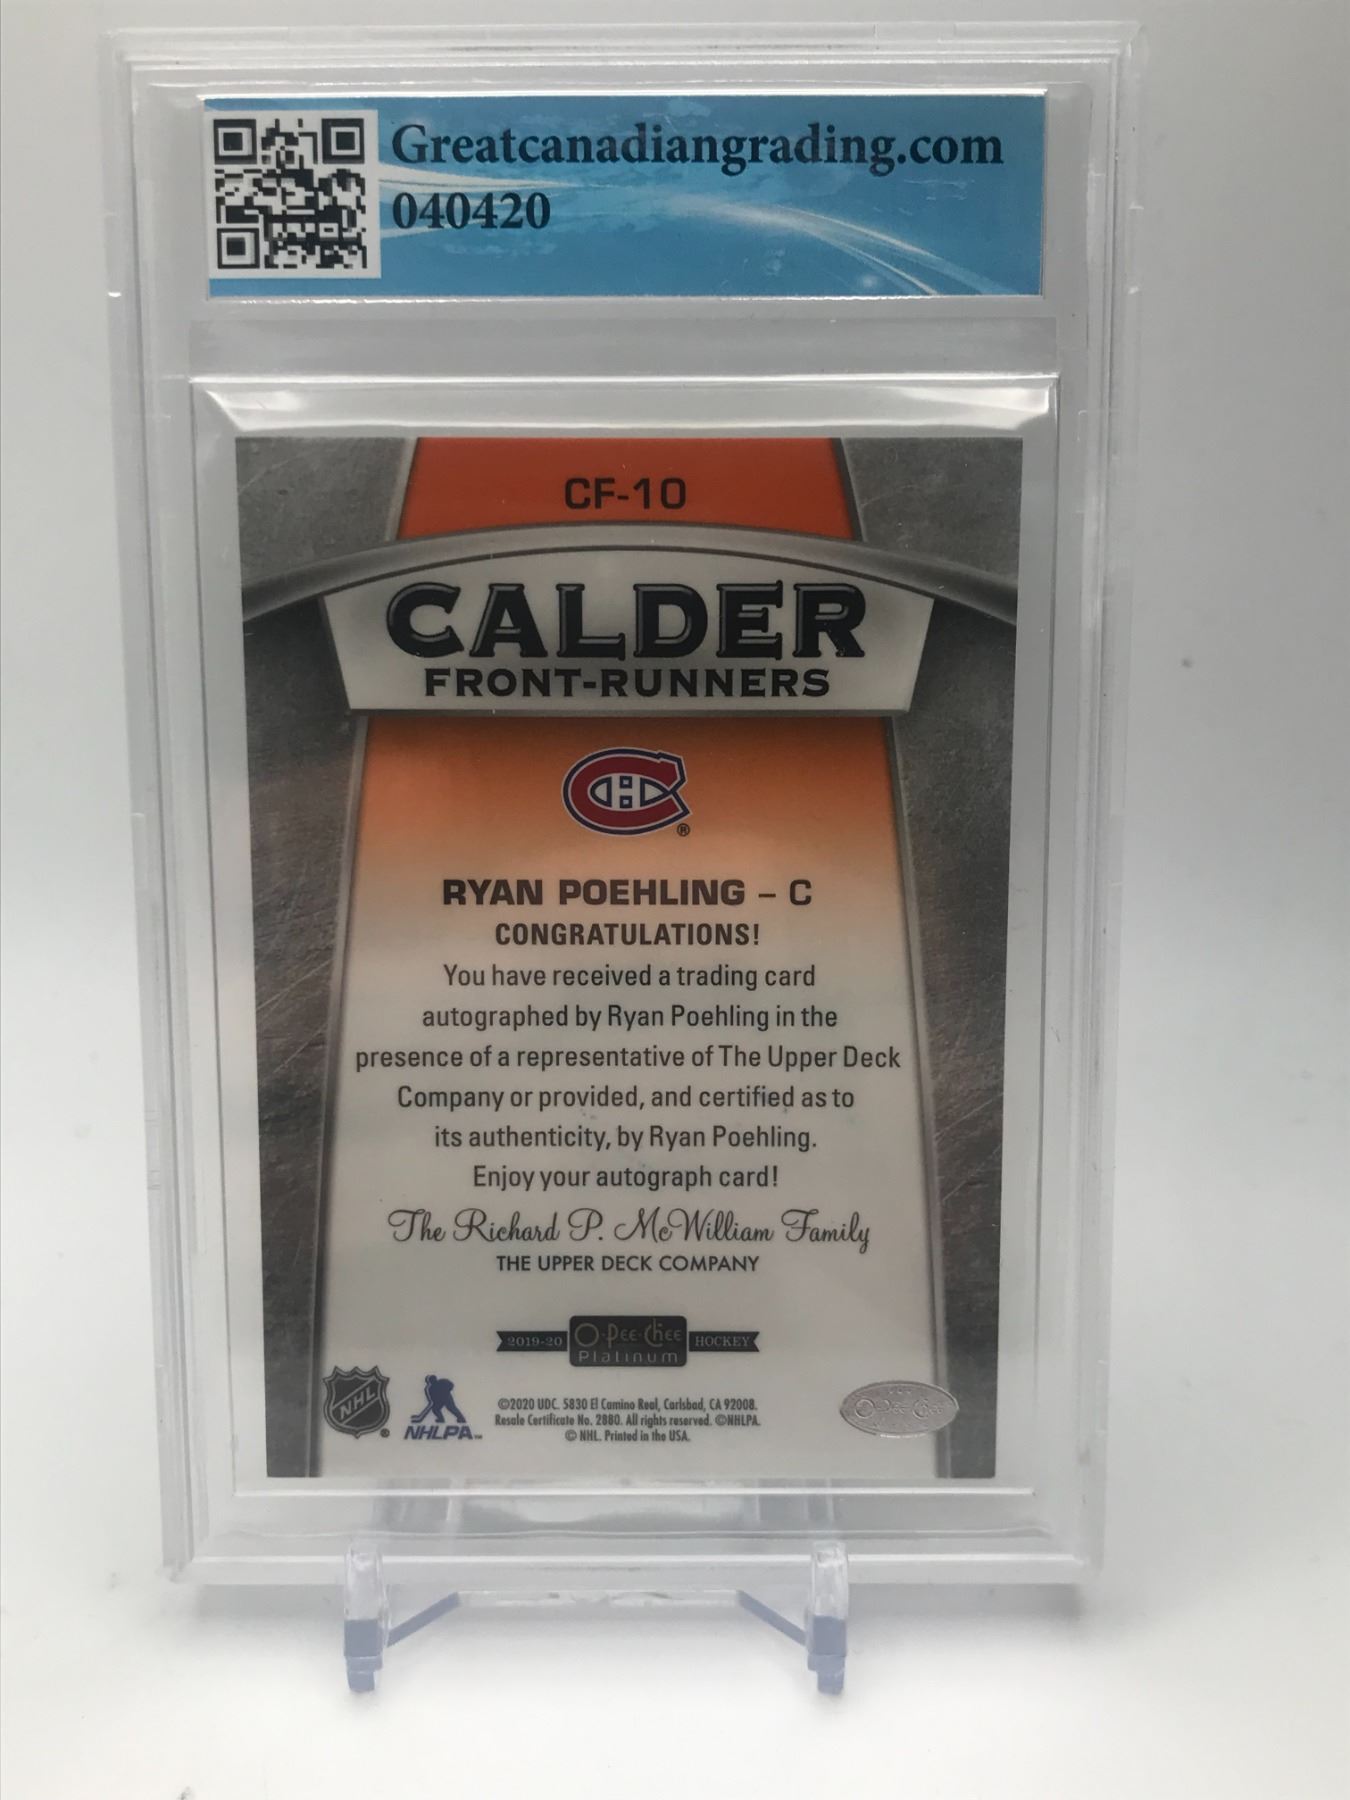 Greatcanadiangrading.com
040420
CF-10
CALDER
FRONT-RUNNERS
®
RYAN POEHLING – C
CONGRATULATIONS!
You have received a trading card
autographed by Ryan Poehling in the
presence of a representative of The Upper Deck
Company or provided, and certified as to
its authenticity, by Ryan Poehling.
Enjoy your autograph card!
The Richard P. McWilliam Family
THE UPPER DECK COMPANY
2019-20 O-Pee-Chee HOCKEY
Platinum
NHL ®
NHLPA™
©2020 UDC. 5830 El Camino Real, Carlsbad, CA 92008.
Resale Certificate No. 2880. All rights reserved. ©NHLPA.
© NHL. Printed in the USA.
O-Pee-Chee